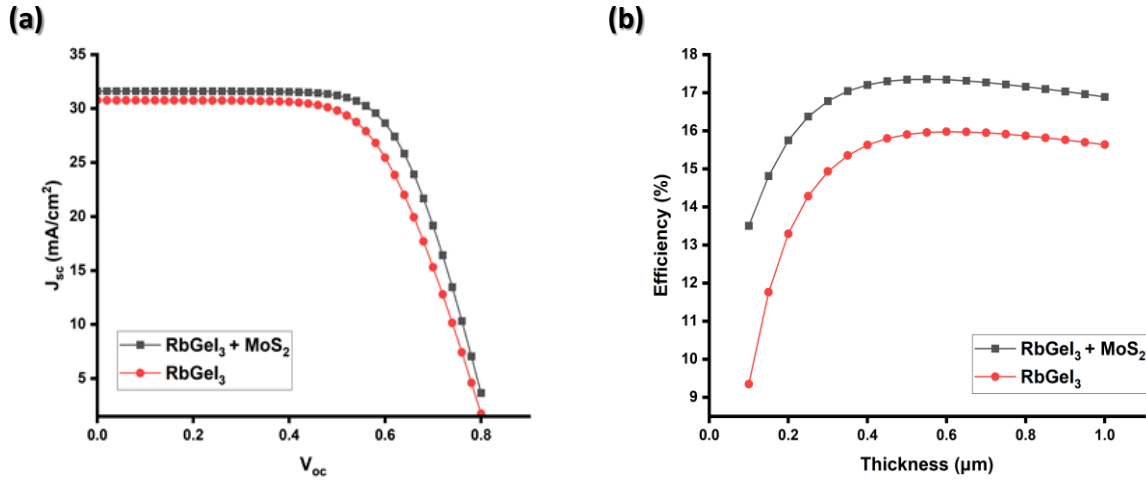 (a)
35
30
25
20
15
10
5
J_sc (mA/cm²)
RbGeI₃ + MoS₂
RbGeI₃
0.0 0.2 0.4 0.6 0.8
V_oc
(b)
18
17
16
15
14
13
12
11
10
9
Efficiency (%)
RbGeI₃ + MoS₂
RbGeI₃
0.0 0.2 0.4 0.6 0.8 1.0
Thickness (μm)